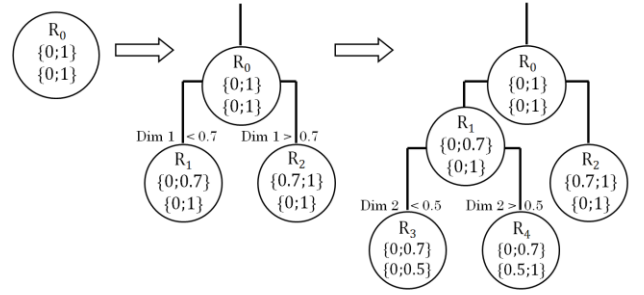 R₀
{0;1}
{0;1}
R₀
{0;1}
{0;1}
Dim 1 < 0.7
Dim 1 > 0.7
R₁
{0;0.7}
{0;1}
R₂
{0.7;1}
{0;1}
R₀
{0;1}
{0;1}
R₁
{0;0.7}
{0;1}
R₂
{0.7;1}
{0;1}
Dim 2 < 0.5
Dim 2 > 0.5
R₃
{0;0.7}
{0;0.5}
R₄
{0;0.7}
{0.5;1}